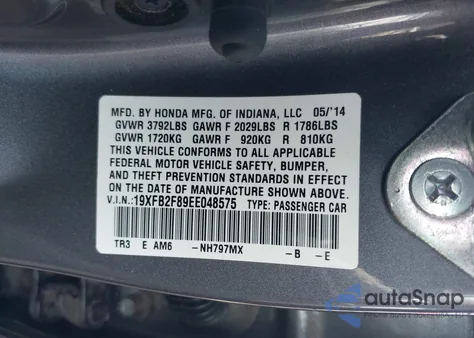 MFD. BY HONDA MFG. OF INDIANA, LLC 05/'14
GVWR 3792LBS GAWR F 2029LBS R 1786LBS
GVWR 1720KG GAWR F 920KG R 810KG
THIS VEHICLE CONFORMS TO ALL APPLICABLE
FEDERAL MOTOR VEHICLE SAFETY, BUMPER,
AND THEFT PREVENTION STANDARDS IN EFFECT
ON THE DATE OF MANUFACTURE SHOWN ABOVE.
V.I.N.: 19XFB2F89EE048575 TYPE: PASSENGER CAR
TR3 E AM6 -NH797MX -B -E
autoSnap